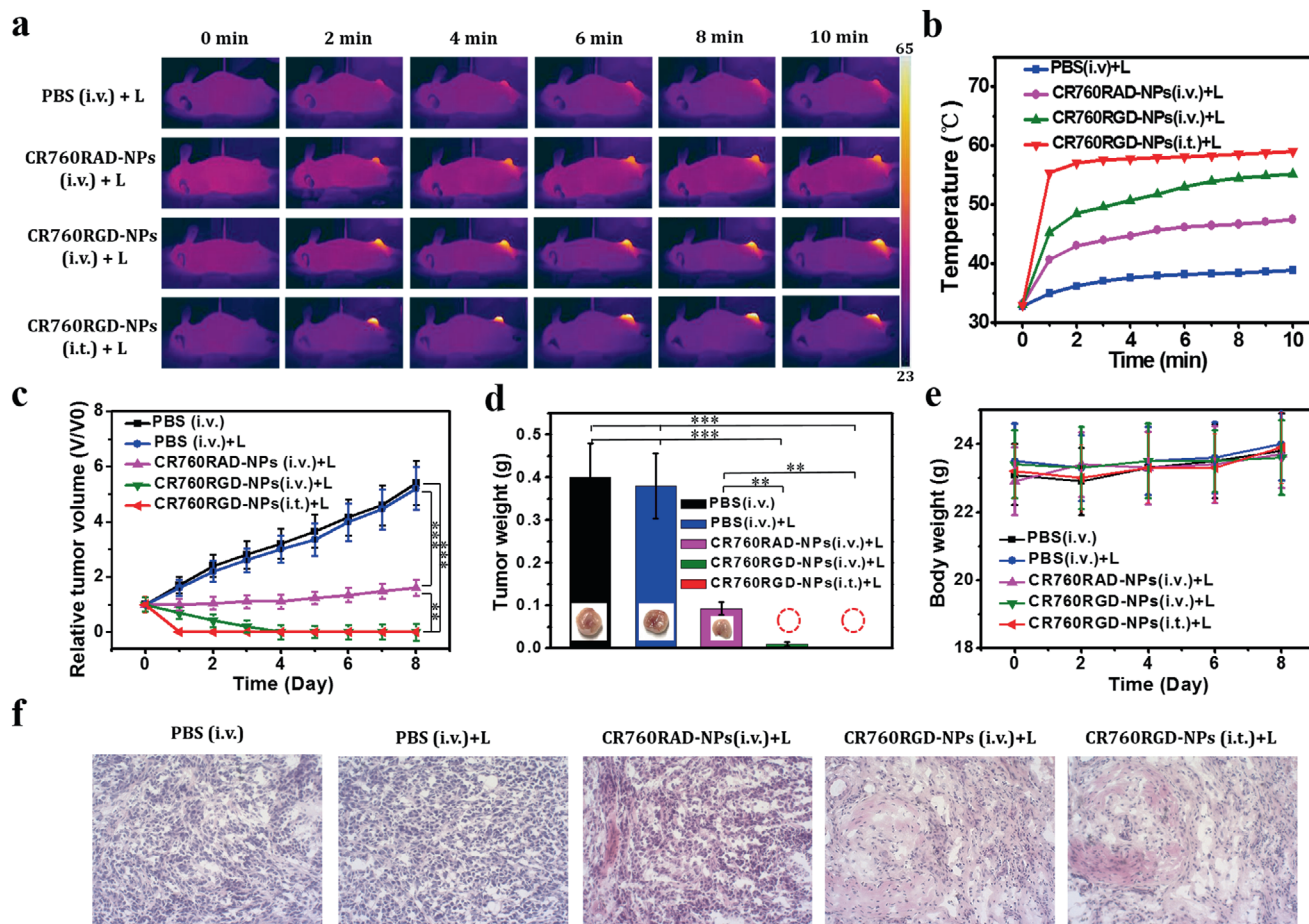 a
0 min 2 min 4 min 6 min 8 min 10 min
PBS (i.v.) + L
CR760RAD-NPs
(i.v.) + L
CR760RGD-NPs
(i.v.) + L
CR760RGD-NPs
(i.t.) + L
65
23
b
PBS(i.v)+L
CR760RAD-NPs(i.v.)+L
CR760RGD-NPs(i.v.)+L
CR760RGD-NPs(i.t.)+L
Temperature (℃)
70
60
50
40
30
0 2 4 6 8 10
Time (min)
c
PBS (i.v.)
PBS (i.v.)+L
CR760RAD-NPs (i.v.)+L
CR760RGD-NPs(i.v.)+L
CR760RGD-NPs(i.t.)+L
Relative tumor volume (V/V0)
8
6
4
2
0
*** ***
**
0 2 4 6 8
Time (Day)
d
***
***
**
**
PBS(i.v.)
PBS(i.v.)+L
CR760RAD-NPs(i.v.)+L
CR760RGD-NPs(i.v.)+L
CR760RGD-NPs(i.t.)+L
Tumor weight (g)
0.5
0.4
0.3
0.2
0.1
0.0
e
Body weight (g)
24
22
20
18
PBS(i.v.)
PBS(i.v.)+L
CR760RAD-NPs(i.v.)+L
CR760RGD-NPs(i.v.)+L
CR760RGD-NPs(i.t.)+L
0 2 4 6 8
Time (Day)
f
PBS (i.v.) PBS (i.v.)+L CR760RAD-NPs(i.v.)+L CR760RGD-NPs (i.v.)+L CR760RGD-NPs (i.t.)+L